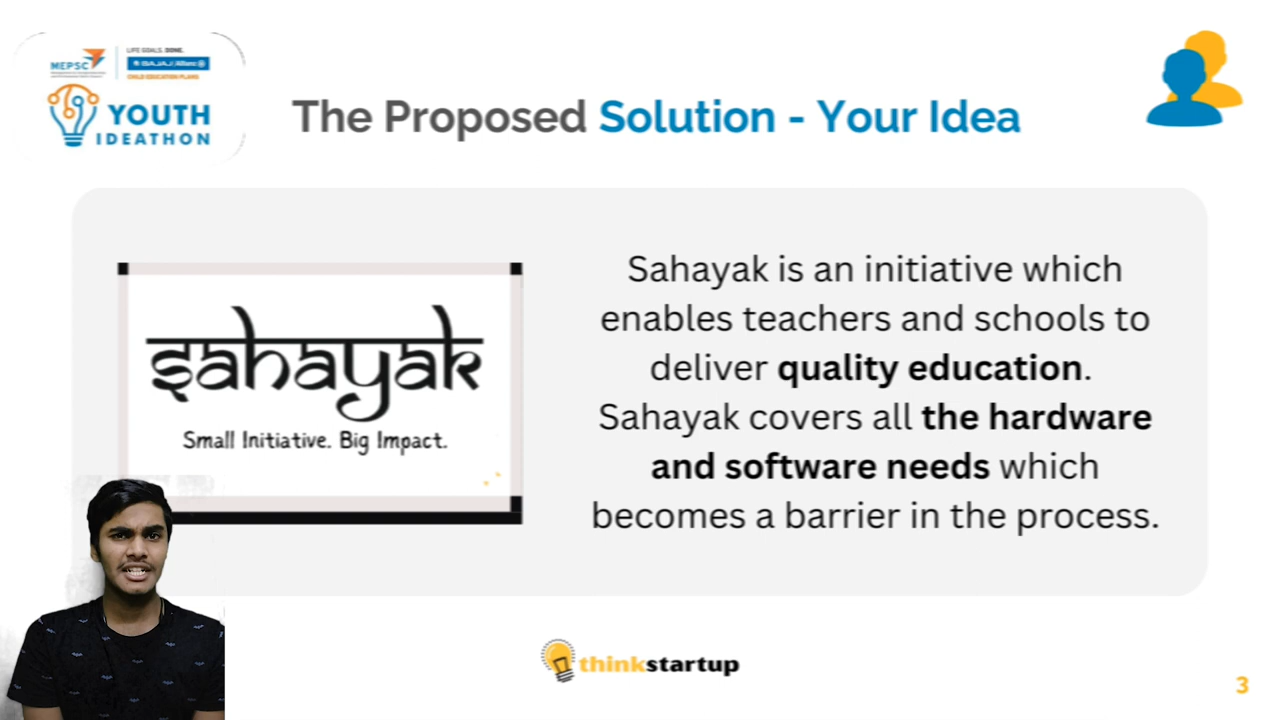 MEPSC
LIFE GOALS. DONE.
BAJAJ Allianz
CHILD EDUCATION PLANS
YOUTH
IDEATHON
The Proposed Solution - Your Idea
sahayak
Small Initiative. Big Impact.
Sahayak is an initiative which
enables teachers and schools to
deliver quality education.
Sahayak covers all the hardware
and software needs which
becomes a barrier in the process.
thinkstartup
3